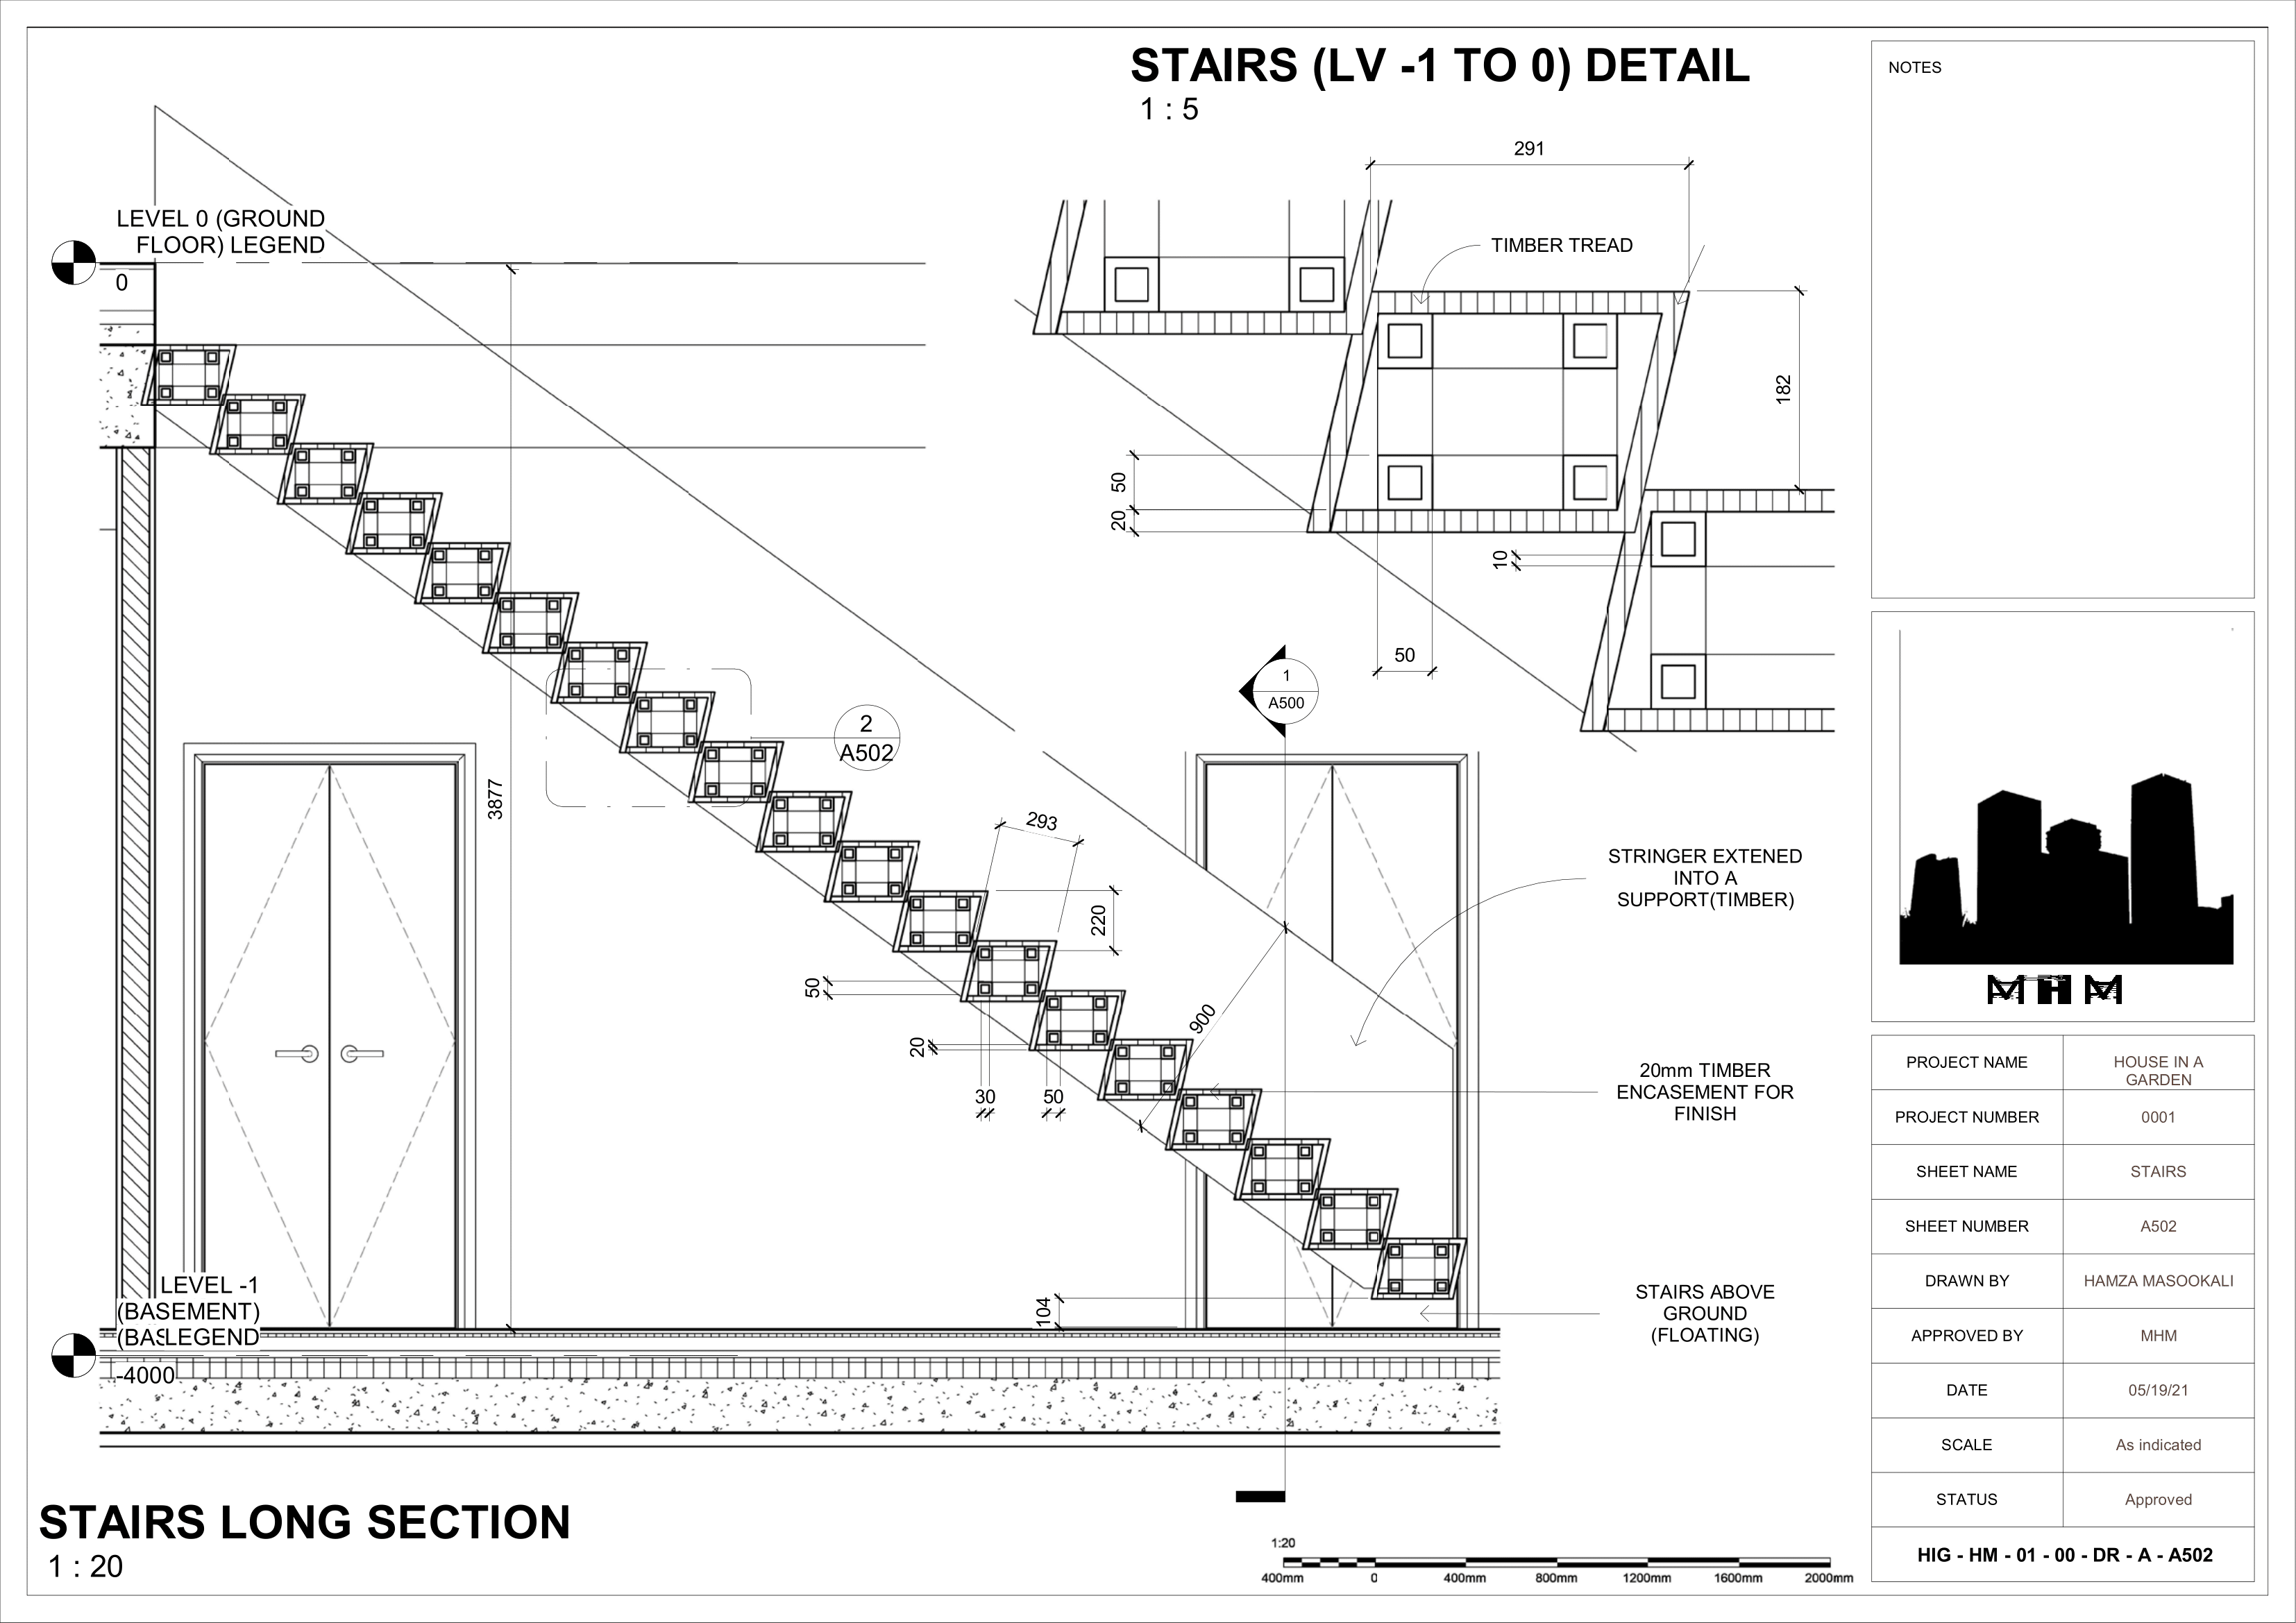 STAIRS (LV -1 TO 0) DETAIL
1 : 5
291
TIMBER TREAD
182
50
20
10
50
LEVEL 0 (GROUND
FLOOR) LEGEND
0
3877
2
A502
1
A500
293
220
50
20
30
50
900
104
STRINGER EXTENED
INTO A
SUPPORT(TIMBER)
20mm TIMBER
ENCASEMENT FOR
FINISH
STAIRS ABOVE
GROUND
(FLOATING)
LEVEL -1
(BASEMENT)
(BASLEGEND
-4000
STAIRS LONG SECTION
1 : 20
1:20
400mm 0 400mm 800mm 1200mm 1600mm 2000mm
NOTES
MHM
PROJECT NAME HOUSE IN A
GARDEN
PROJECT NUMBER 0001
SHEET NAME STAIRS
SHEET NUMBER A502
DRAWN BY HAMZA MASOOKALI
APPROVED BY MHM
DATE 05/19/21
SCALE As indicated
STATUS Approved
HIG - HM - 01 - 00 - DR - A - A502